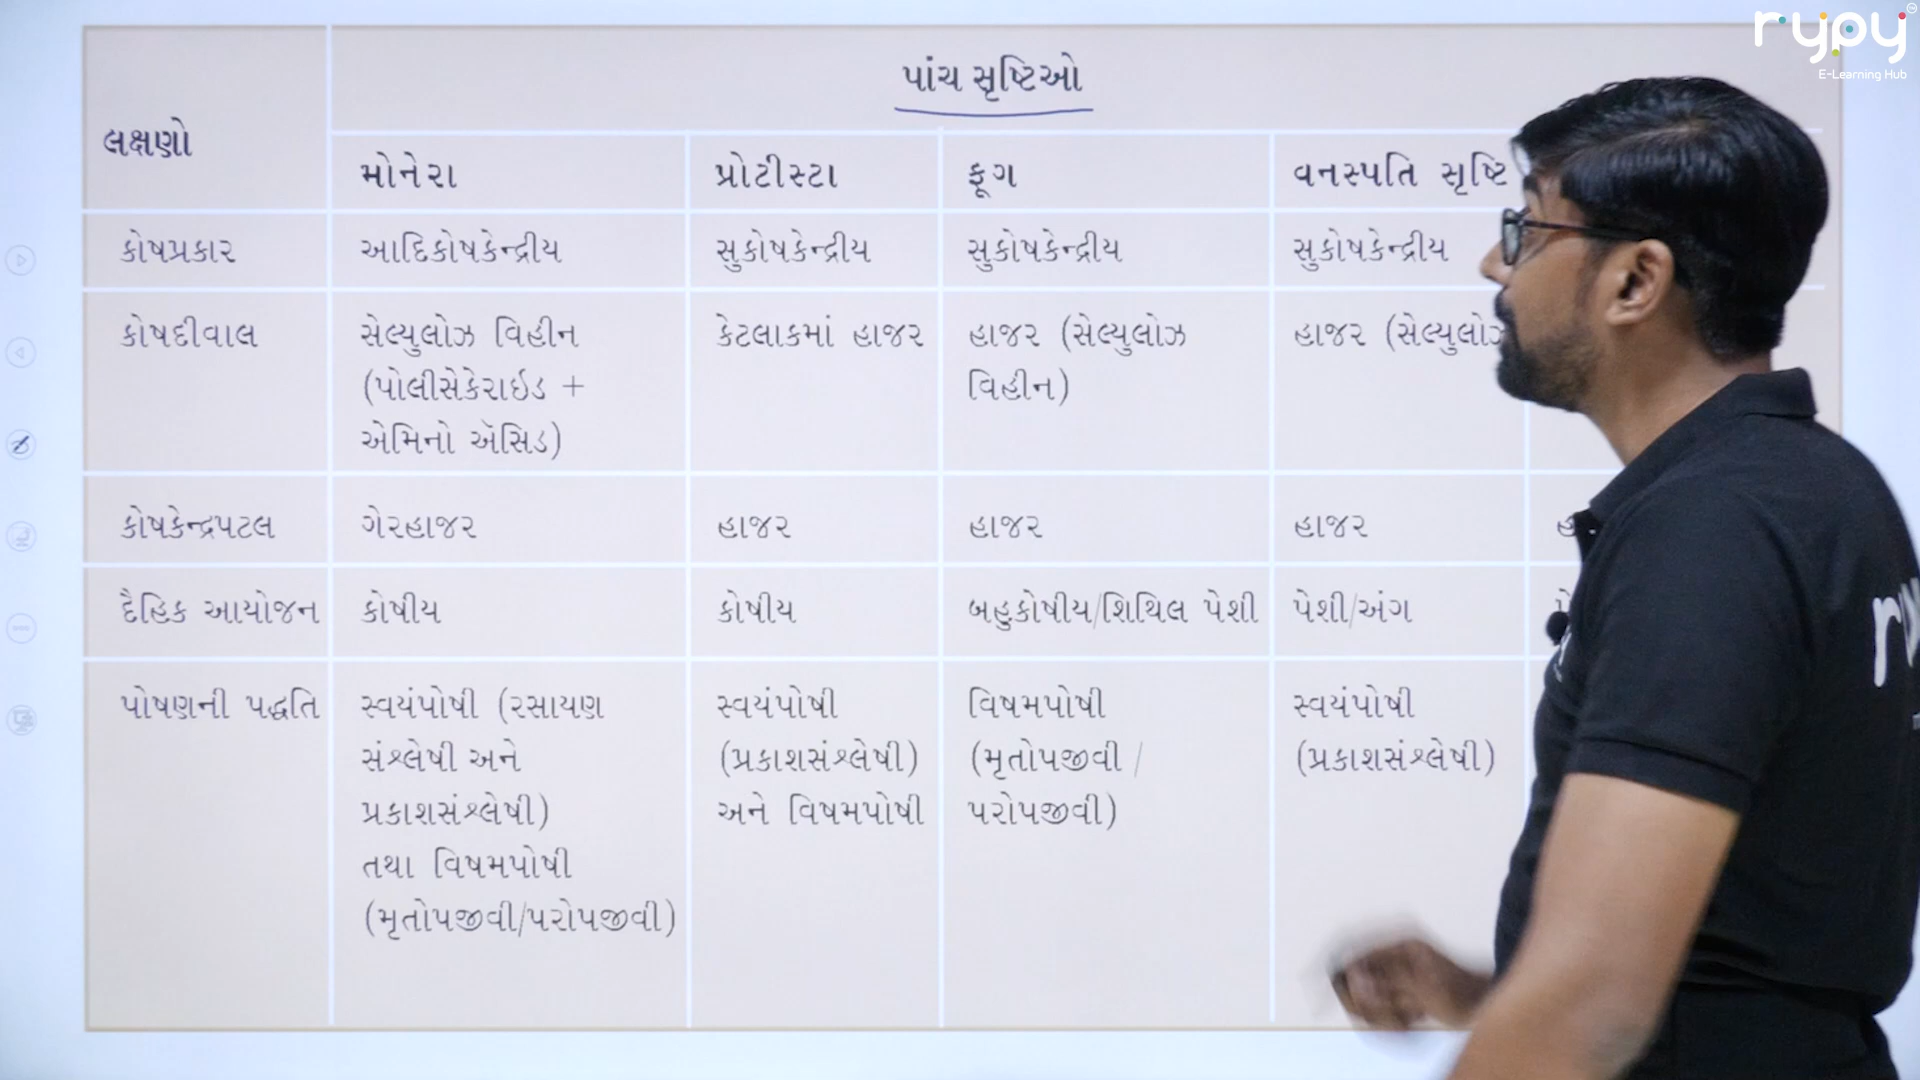 rypy
E-Learning Hub
પાંચ સૃષ્ટિઓ
લક્ષણો
મોનેરા પ્રોટીસ્ટા ફૂગ વનસ્પતિ સૃષ્ટિ
કોષપ્રકાર આદિકોષકેન્દ્રીય સુકોષકેન્દ્રીય સુકોષકેન્દ્રીય સુકોષકેન્દ્રીય
કોષદીવાલ સેલ્યુલોઝ વિહીન કેટલાકમાં હાજર હાજર (સેલ્યુલોઝ હાજર (સેલ્યુલોઝ
(પોલીસેકેરાઇડ + વિહીન)
એમિનો ઍસિડ)
કોષકેન્દ્રપટલ ગેરહાજર હાજર હાજર હાજર
દૈહિક આયોજન કોષીય કોષીય બહુકોષીય/શિથિલ પેશી પેશી/અંગ
પોષણની પદ્ધતિ સ્વયંપોષી (રસાયણ સ્વયંપોષી વિષમપોષી સ્વયંપોષી
સંશ્લેષી અને (પ્રકાશસંશ્લેષી) (મૃતોપજીવી / (પ્રકાશસંશ્લેષી)
પ્રકાશસંશ્લેષી) અને વિષમપોષી પરોપજીવી)
તથા વિષમપોષી
(મૃતોપજીવી/પરોપજીવી)